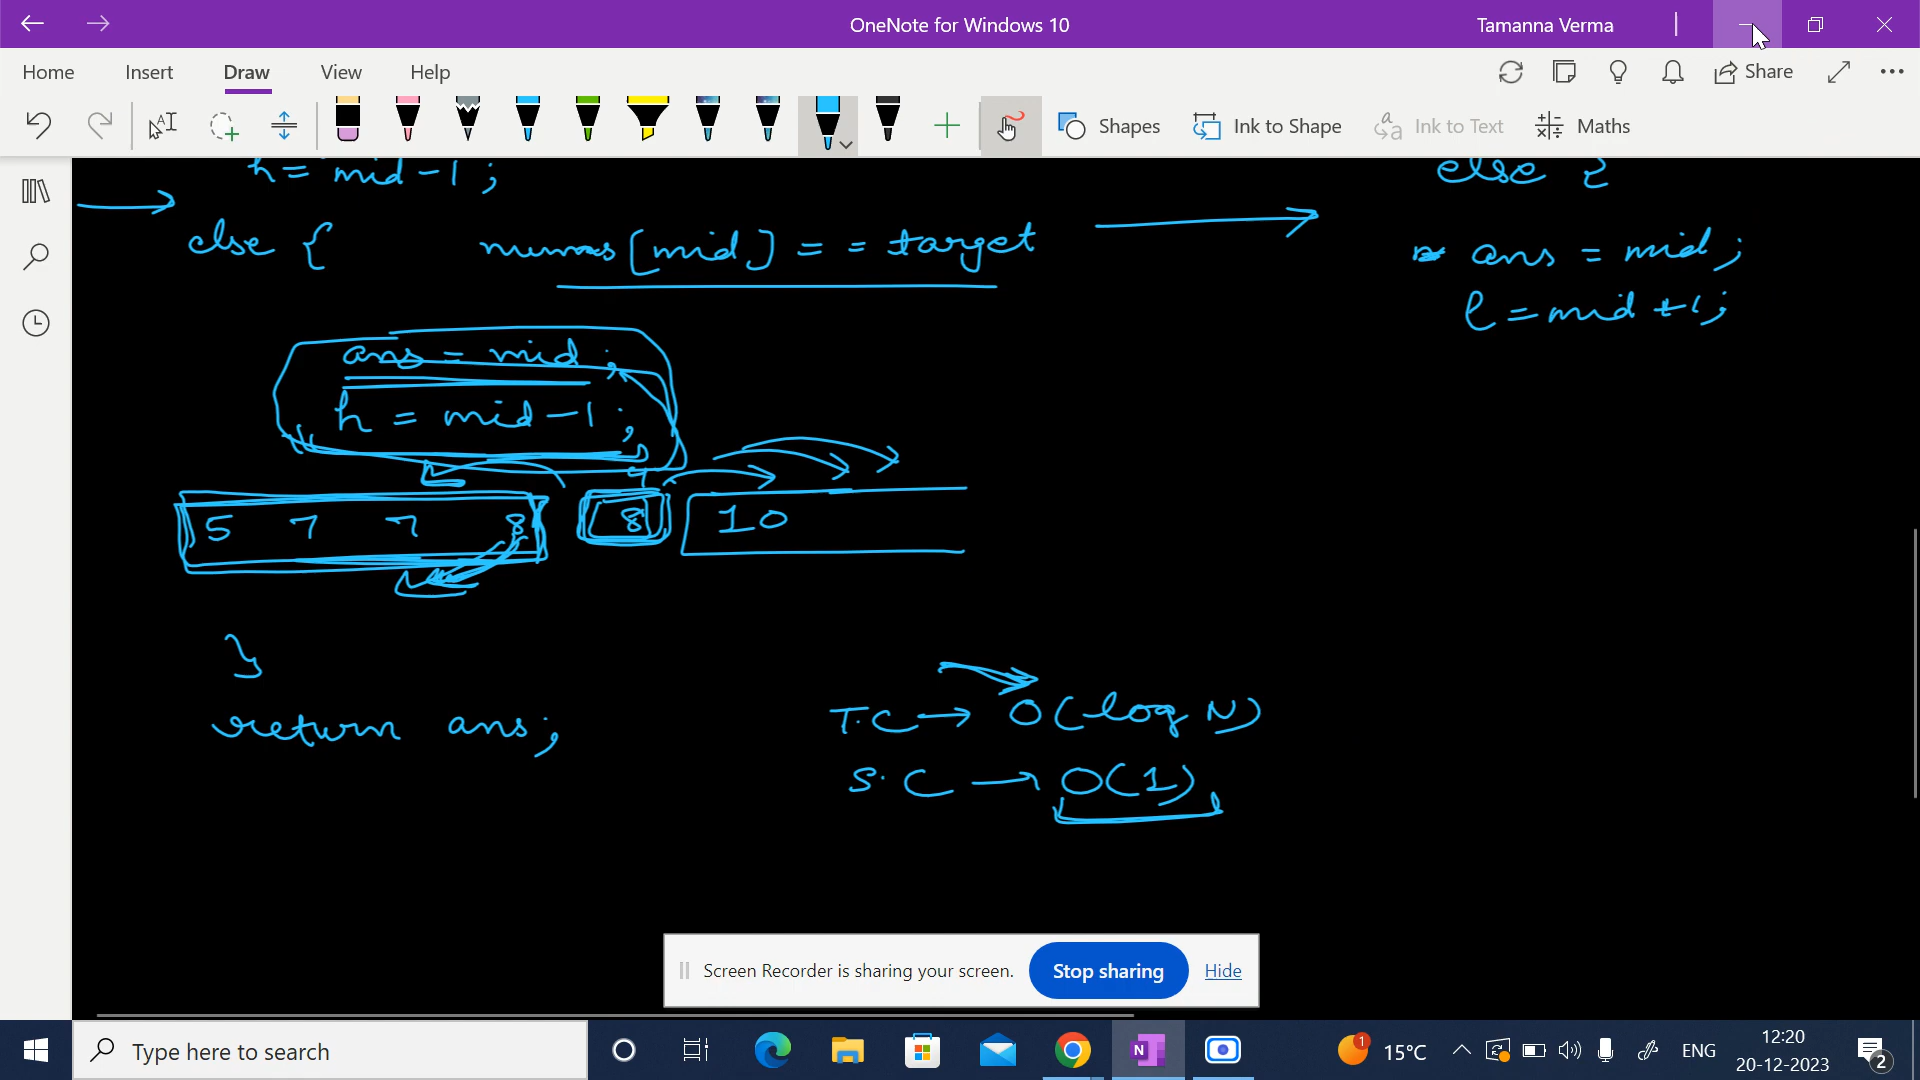 OneNote for Windows 10
Tamanna Verma
Home Insert Draw View Help
Share
Shapes Ink to Shape Ink to Text Maths
h = mid - 1 ;
else {
else { nums [mid] = = target
ans = mid ;
l = mid + 1 ;
ans = mid ;
h = mid - 1 ;
5 7 7 8 8 10
}
return ans ;
T.C → O(log N)
S.C → O(1)
Screen Recorder is sharing your screen. Stop sharing Hide
Type here to search
N
1
15°C
ENG
12:20
20-12-2023
2